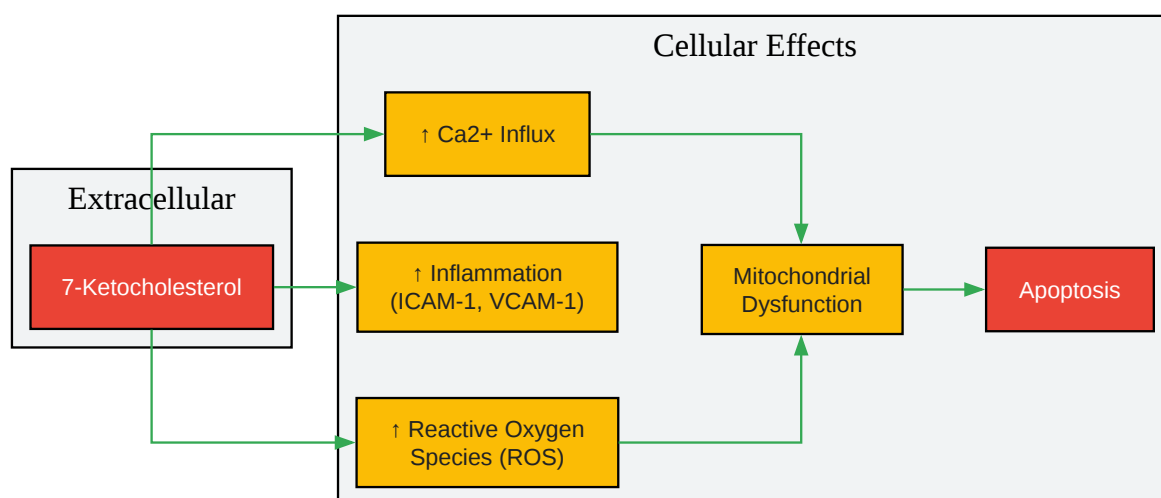 Cellular Effects
↑ Ca2+ Influx
Extracellular
7-Ketocholesterol
↑ Inflammation
(ICAM-1, VCAM-1)
Mitochondrial
Dysfunction
Apoptosis
↑ Reactive Oxygen
Species (ROS)